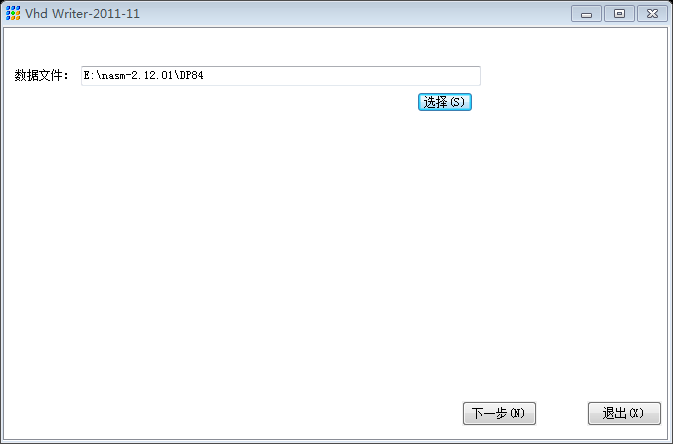 Vhd Writer-2011-11
数据文件： E:\nasm-2.12.01\DP84
选择(S)
下一步(N) 退出(X)